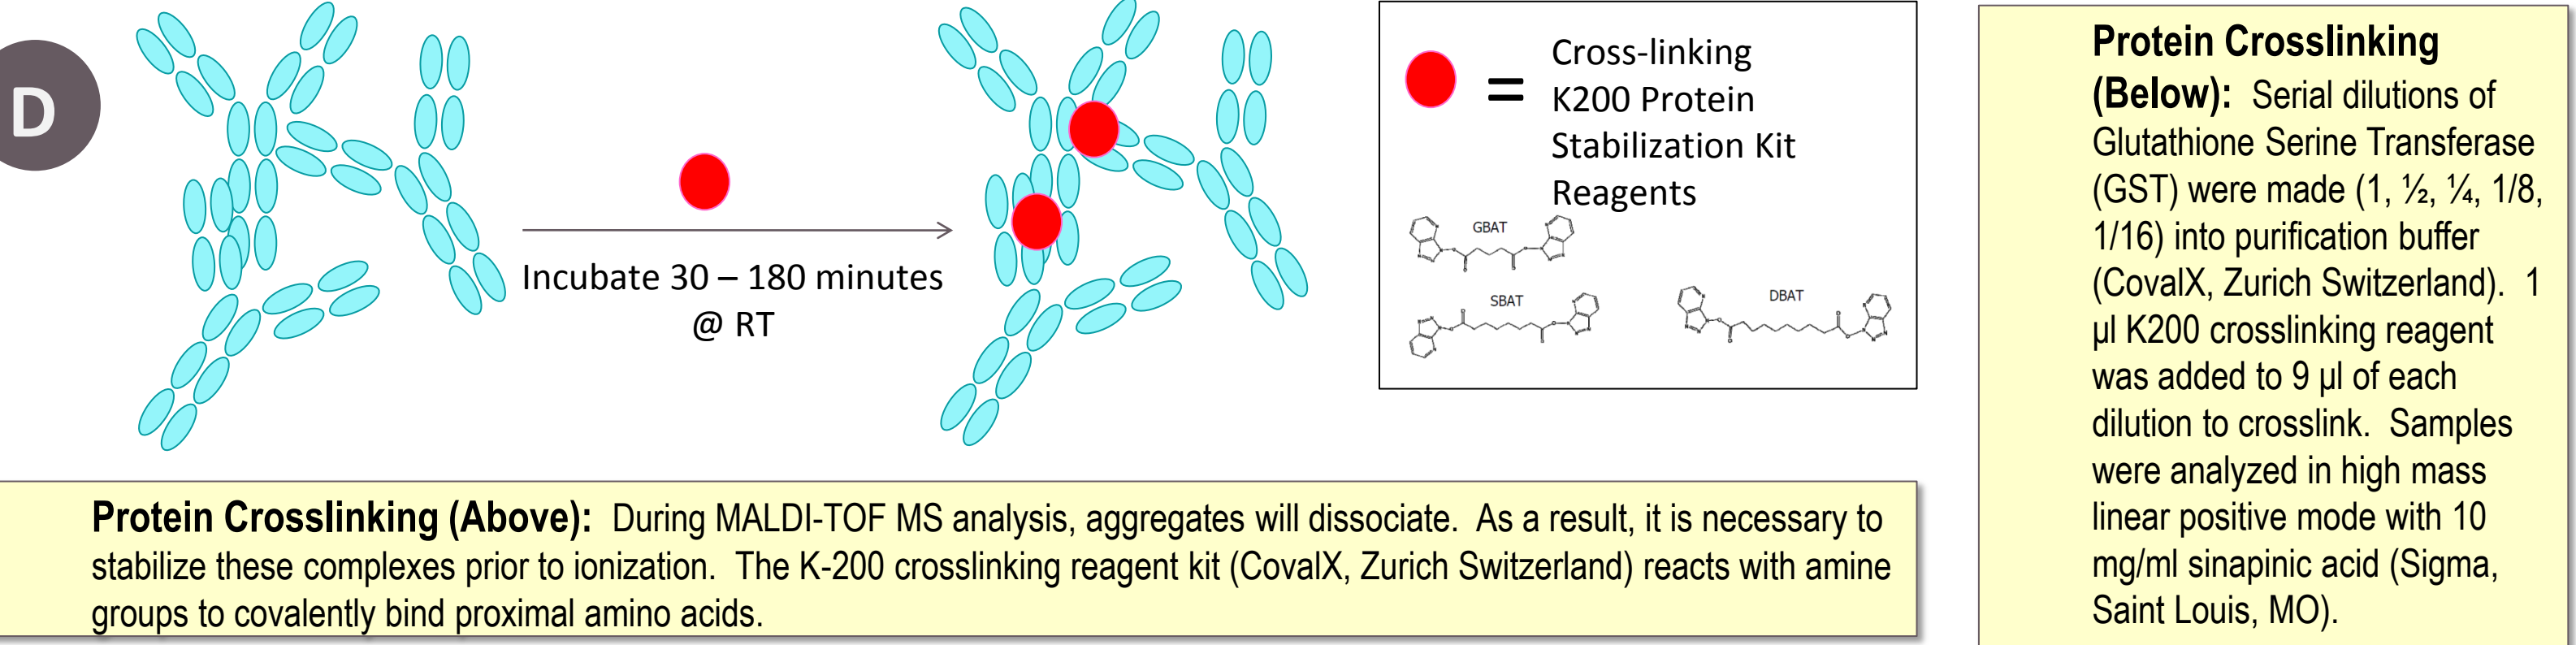 D
Incubate 30 – 180 minutes
@ RT
=
Cross-linking
K200 Protein
Stabilization Kit
Reagents
GBAT
SBAT
DBAT
Protein Crosslinking (Above): During MALDI-TOF MS analysis, aggregates will dissociate. As a result, it is necessary to
stabilize these complexes prior to ionization. The K-200 crosslinking reagent kit (CovalX, Zurich Switzerland) reacts with amine
groups to covalently bind proximal amino acids.
Protein Crosslinking
(Below): Serial dilutions of
Glutathione Serine Transferase
(GST) were made (1, ½, ¼, 1/8,
1/16) into purification buffer
(CovalX, Zurich Switzerland). 1
µl K200 crosslinking reagent
was added to 9 µl of each
dilution to crosslink. Samples
were analyzed in high mass
linear positive mode with 10
mg/ml sinapinic acid (Sigma,
Saint Louis, MO).